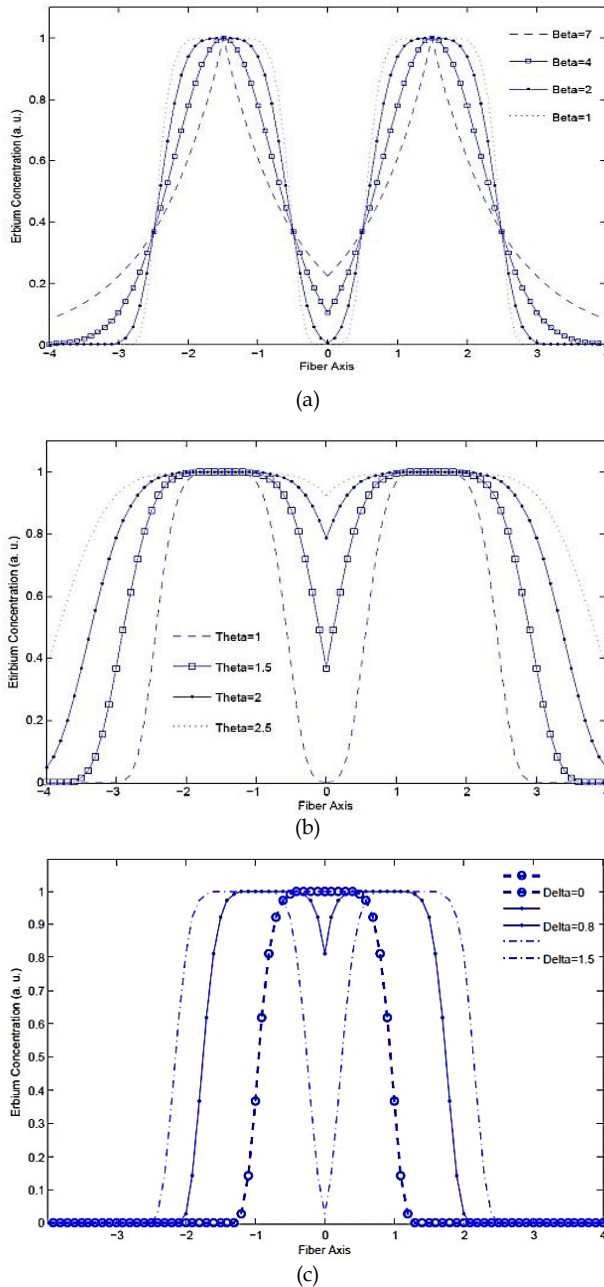 Beta=7
Beta=4
Beta=2
Beta=1
Erbium Concentration (a. u.)
1
0.8
0.6
0.4
0.2
0
-4 -3 -2 -1 0 1 2 3 4
Fiber Axis
(a)
Etirbium Concentration (a. u.)
1
0.8
0.6
0.4
0.2
0
Theta=1
Theta=1.5
Theta=2
Theta=2.5
-4 -3 -2 -1 0 1 2 3 4
Fiber Axis
(b)
Erbium Concentration (a. u.)
1
0.9
0.8
0.7
0.6
0.5
0.4
0.3
0.2
0.1
0
Delta=0
Delta=0.8
Delta=1.5
-3 -2 -1 0 1 2 3 4
Fiber Axis
(c)